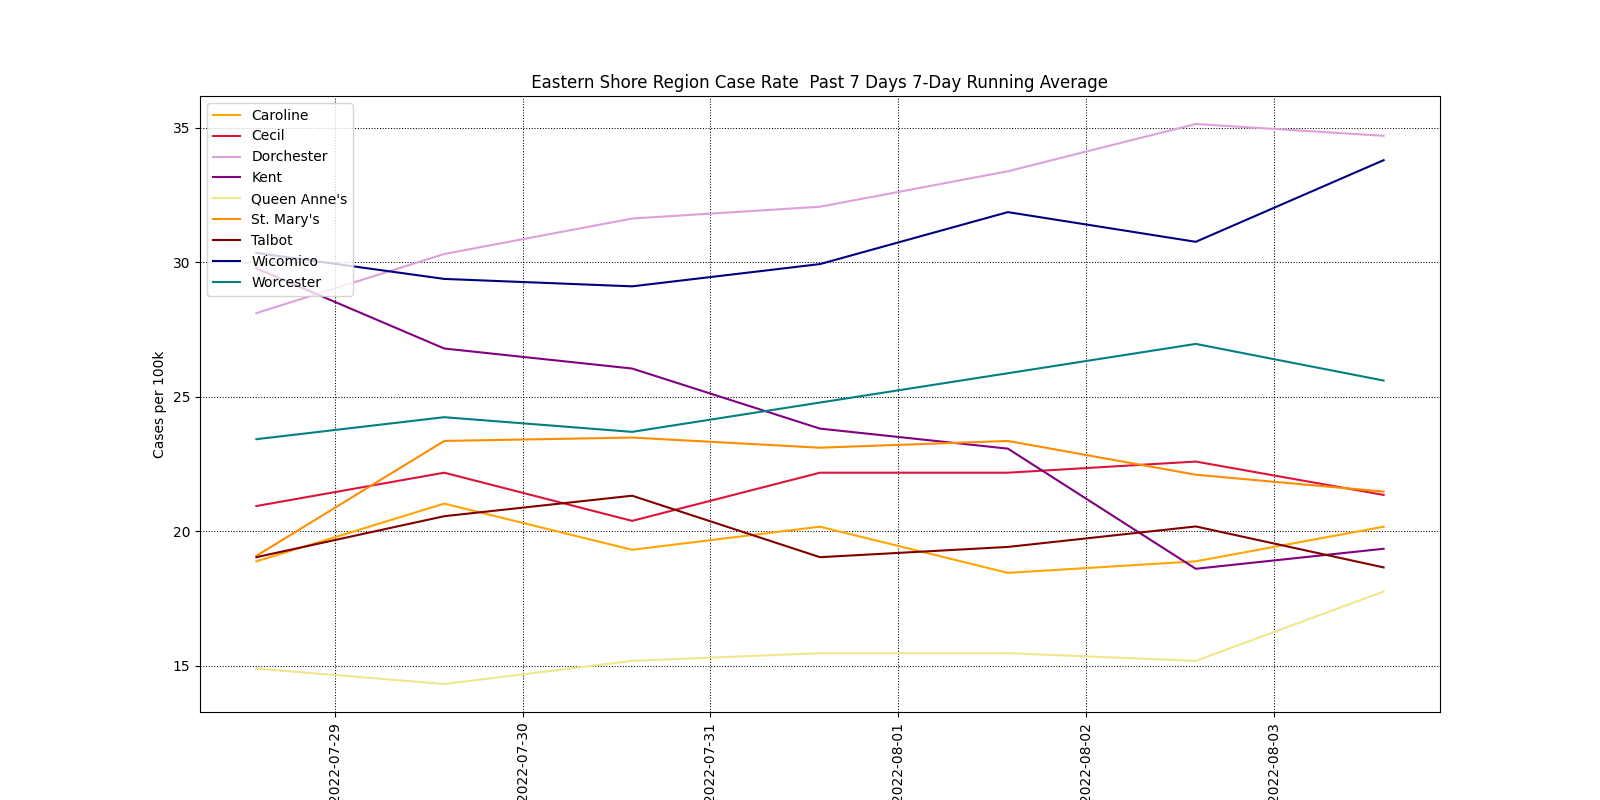 Eastern Shore Region Case Rate  Past 7 Days 7-Day Running Average
Caroline
Cecil
Dorchester
Kent
Queen Anne's
St. Mary's
Talbot
Wicomico
Worcester
Cases per 100k
35
30
25
20
15
2022-07-29
2022-07-30
2022-07-31
2022-08-01
2022-08-02
2022-08-03